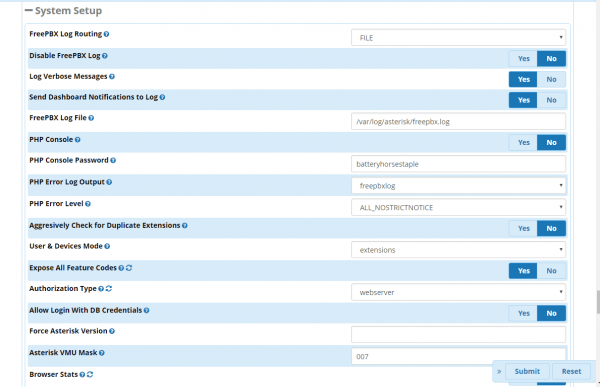 System Setup
FreePBX Log Routing FILE
Disable FreePBX Log Yes No
Log Verbose Messages Yes No
Send Dashboard Notifications to Log Yes No
FreePBX Log File /var/log/asterisk/freepbx.log
PHP Console Yes No
PHP Console Password batteryhorsestaple
PHP Error Log Output freepbxlog
PHP Error Level ALL_NOSTRICTNOTICE
Aggresively Check for Duplicate Extensions Yes No
User & Devices Mode extensions
Expose All Feature Codes Yes No
Authorization Type webserver
Allow Login With DB Credentials Yes No
Force Asterisk Version
Asterisk VMU Mask 007
» Submit Reset
Browser Stats